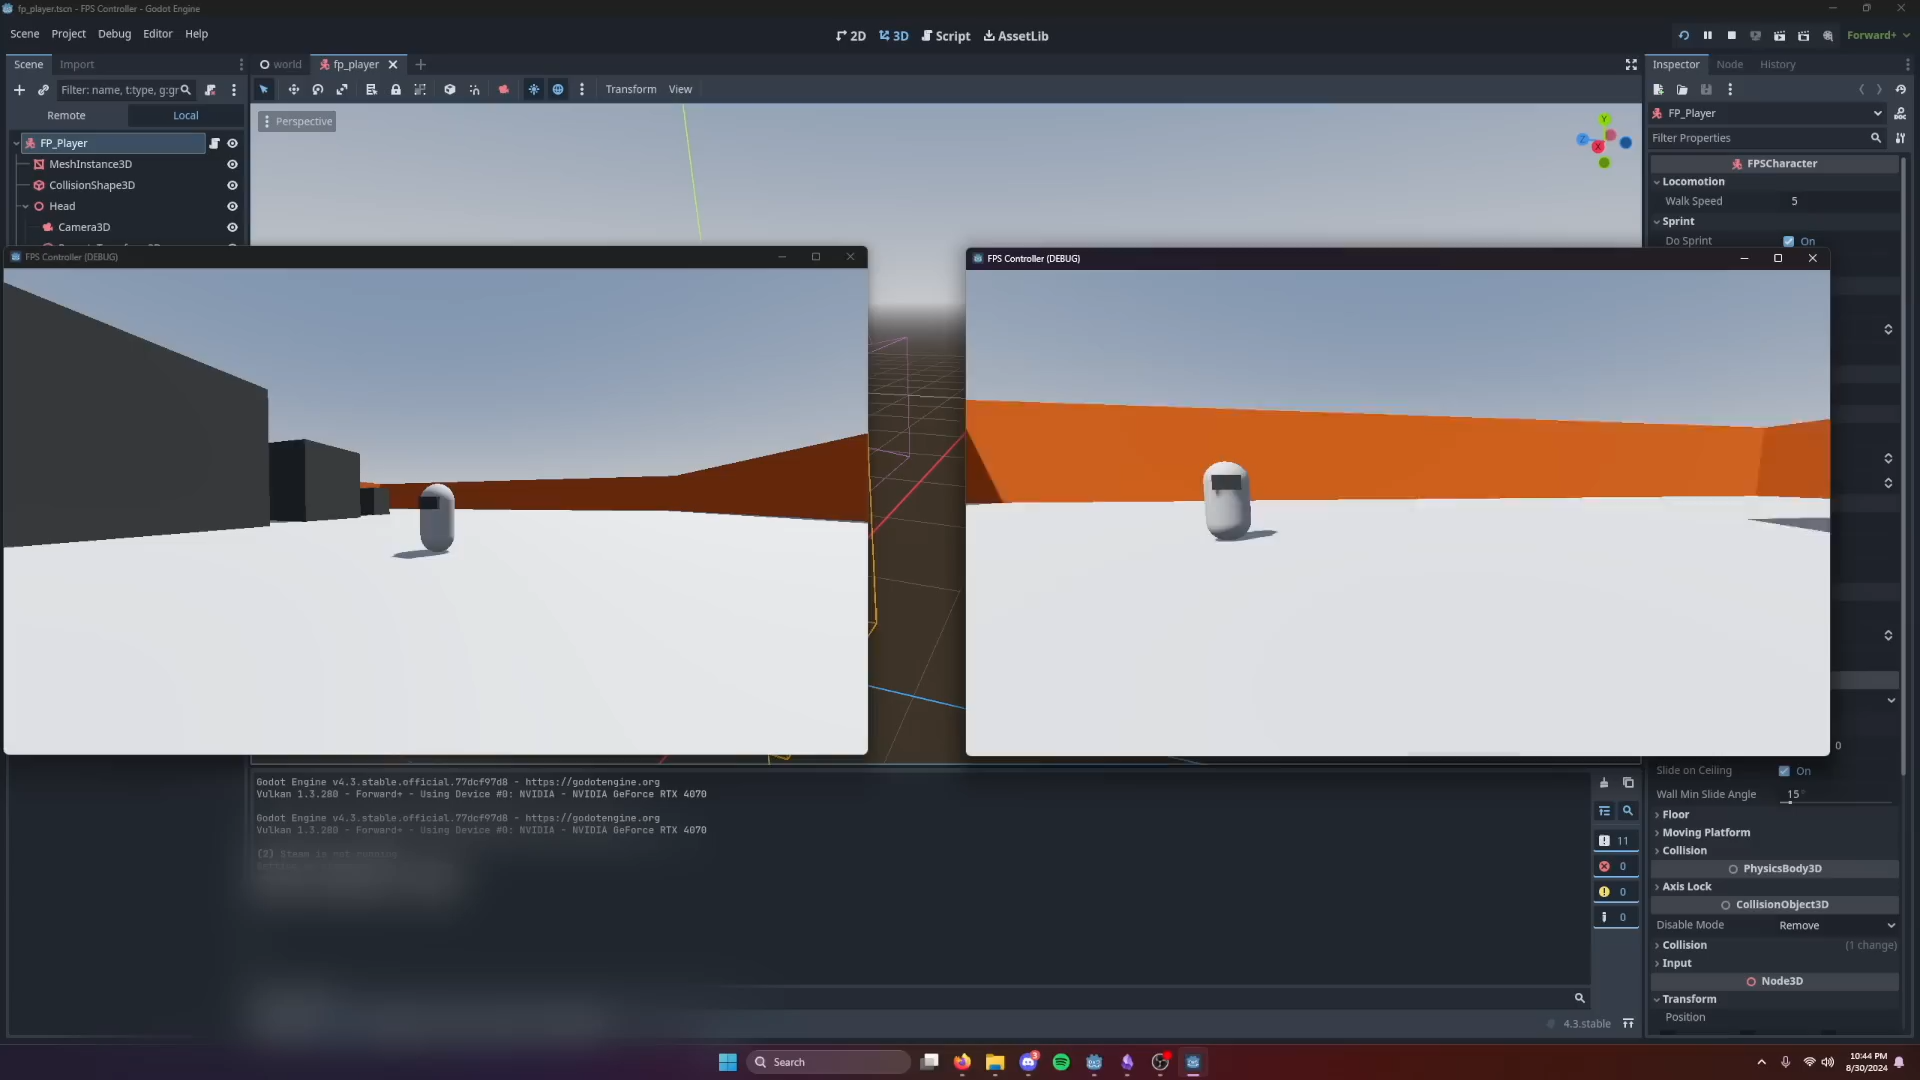 fp_player.tscn - FPS Controller - Godot Engine
Scene Project Debug Editor Help
2D 3D Script AssetLib
Forward+
Scene Import
world fp_player
Inspector Node History
Filter: name, t:type, g:gr
Transform View
Remote Local
Perspective
FP_Player
MeshInstance3D
CollisionShape3D
Head
Camera3D
FP_Player
Filter Properties
FPSCharacter
Locomotion
Walk Speed 5
Sprint
Do Sprint On
FPS Controller (DEBUG)
FPS Controller (DEBUG)
Y
Z
X
0
Slide on Ceiling On
Wall Min Slide Angle 15°
Floor
Moving Platform
Collision
PhysicsBody3D
Axis Lock
CollisionObject3D
Disable Mode Remove
Collision (1 change)
Input
Node3D
Transform
Position
Godot Engine v4.3.stable.official.77dcf97d8 - https://godotengine.org
Vulkan 1.3.280 - Forward+ - Using Device #0: NVIDIA - NVIDIA GeForce RTX 4070
Godot Engine v4.3.stable.official.77dcf97d8 - https://godotengine.org
Vulkan 1.3.280 - Forward+ - Using Device #0: NVIDIA - NVIDIA GeForce RTX 4070
(2) Steam is not running
11
0
0
0
4.3.stable
Search
3
10:44 PM
8/30/2024